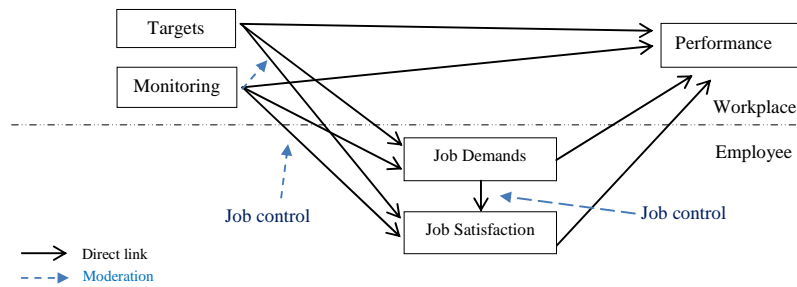 Targets
Performance
Monitoring
Workplace
Employee
Job Demands
Job control
Job control
Job Satisfaction
Direct link
Moderation